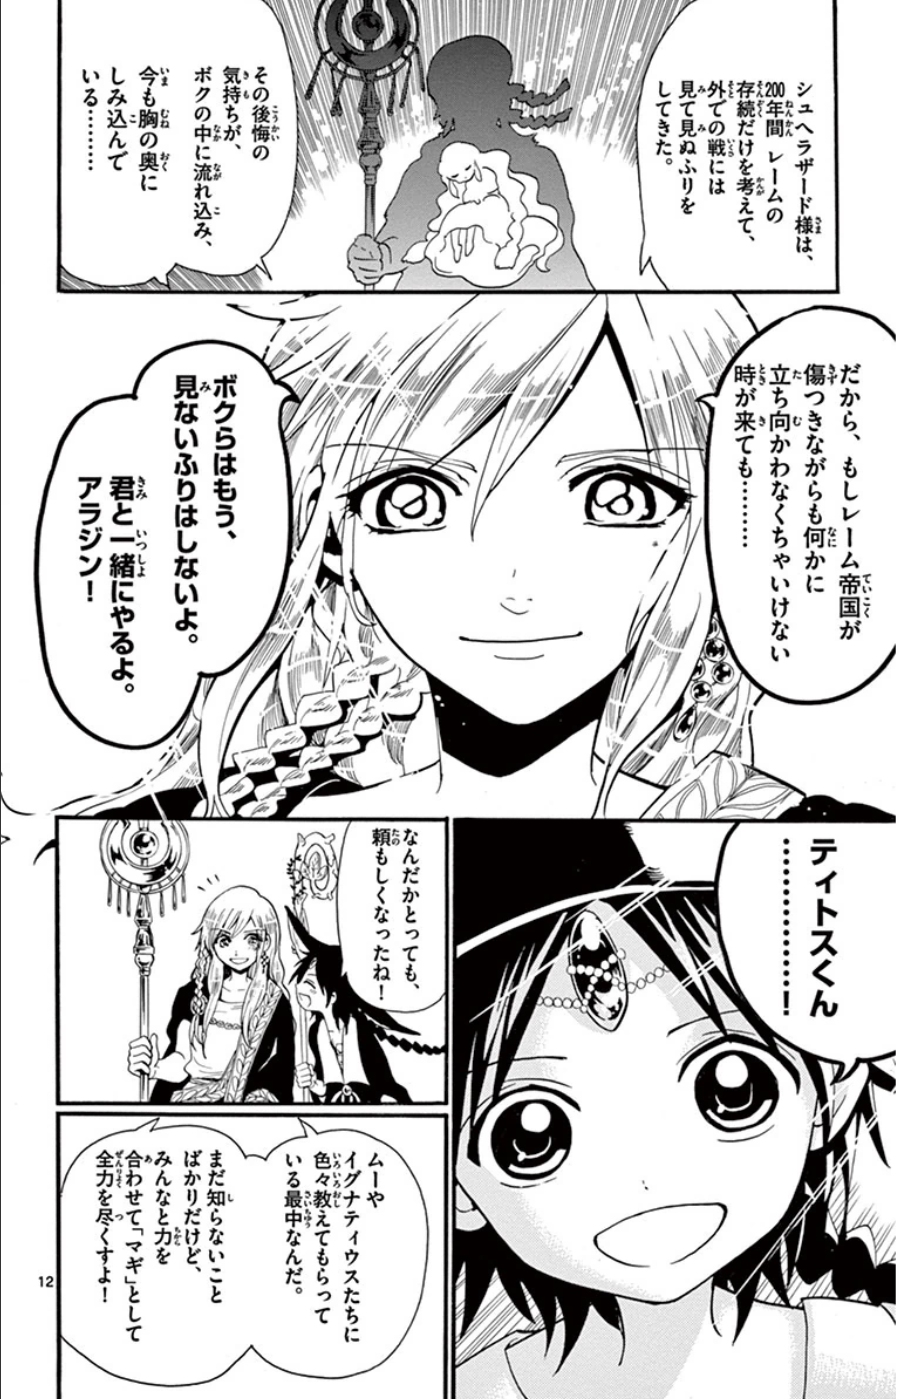 シェヘラザード様は、
200年間 レームの
存続だけを考えて、
外での戦には
見て見ぬふりを
してきた。
その後悔の
気持ちが、
ボクの中に流れ込み、
今も胸の奥に
しみ込んで
いる………
だから、もしレーム帝国が
傷つきながらも何かに
立ち向かわなくちゃいけない
時が来ても………
ボクらはもう、
見ないふりはしないよ。
君と一緒にやるよ。
アラジン！
ティトスくん
…………！
なんだかとっても、
頼もしくなったね！
ムーや
イグナティウスたちに
色々教えてもらって
いる最中なんだ。
まだ知らないこと
ばかりだけど、
みんなと力を
合わせて「マギ」として
全力を尽くすよ！
12